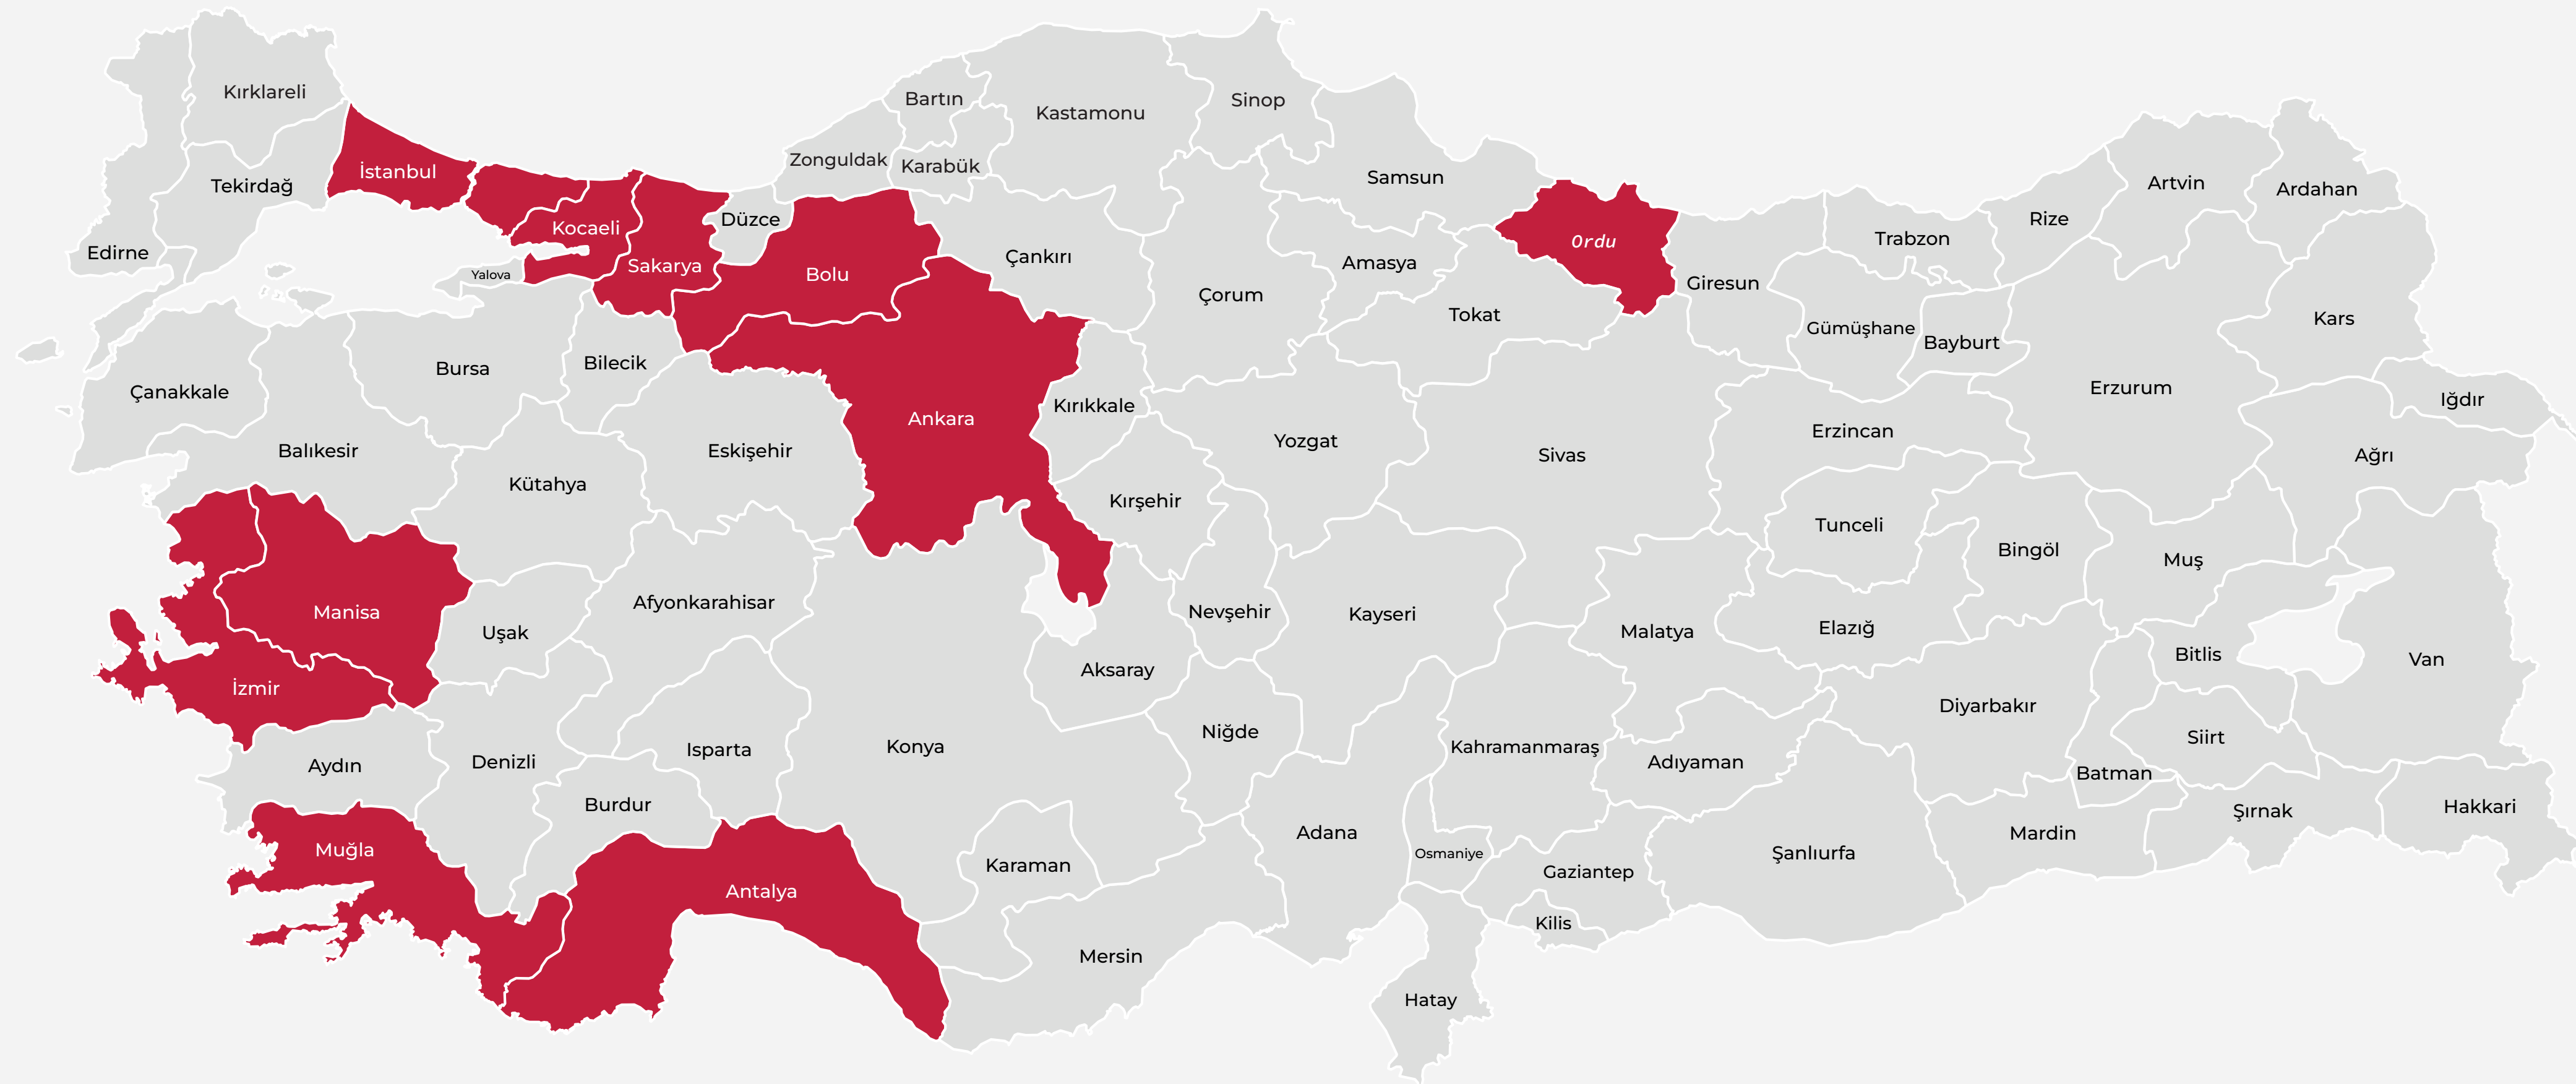 Kırklareli
Bartın
Sinop
Kastamonu
Zonguldak
Karabük
İstanbul
Samsun
Artvin
Tekirdağ
Ardahan
Düzce
Rize
Kocaeli
Trabzon
Ordu
Edirne
Çankırı
Amasya
Sakarya
Yalova
Bolu
Giresun
Çorum
Tokat
Kars
Gümüşhane
Bayburt
Bilecik
Bursa
Erzurum
Çanakkale
Iğdır
Kırıkkale
Ankara
Erzincan
Yozgat
Balıkesir
Eskişehir
Sivas
Ağrı
Kütahya
Kırşehir
Tunceli
Bingöl
Muş
Afyonkarahisar
Manisa
Nevşehir
Kayseri
Elazığ
Malatya
Uşak
Bitlis
Van
Aksaray
İzmir
Diyarbakır
Niğde
Siirt
Konya
Kahramanmaraş
Isparta
Denizli
Adıyaman
Aydın
Batman
Burdur
Hakkari
Şırnak
Adana
Mardin
Muğla
Osmaniye
Şanlıurfa
Karaman
Gaziantep
Antalya
Kilis
Mersin
Hatay